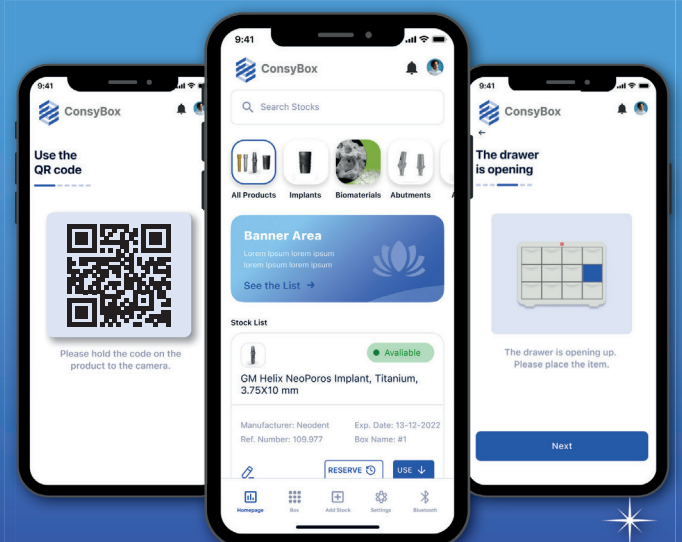 9:41
ConsyBox
Use the
QR code
Please hold the code on the
product to the camera.
9:41
ConsyBox
Search Stocks
All Products
Implants
Biomaterials
Abutments
Banner Area
Lorem Ipsum lorem ipsum
lorem Ipsum lorem ipsum
See the List →
Stock List
Available
GM Helix NeoPoros Implant, Titanium,
3.75X10 mm
Manufacturer: Neodent Exp. Date: 13-12-2022
Ref. Number: 109.977 Box Name: #1
RESERVE
USE
Homepage
Box
Add Stock
Settings
Bluetooth
9:41
ConsyBox
The drawer
is opening
The drawer is opening up.
Please place the item.
Next